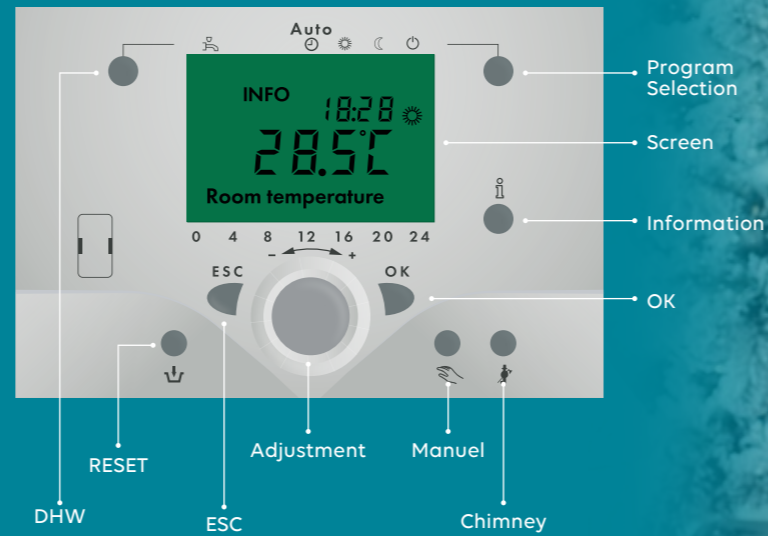 Auto
INFO
18:28
28.5°C
Room temperature
0 4 8 12 16 20 24
- +
ESC
OK
Program
Selection
Screen
Information
OK
Adjustment
Manuel
RESET
DHW
ESC
Chimney